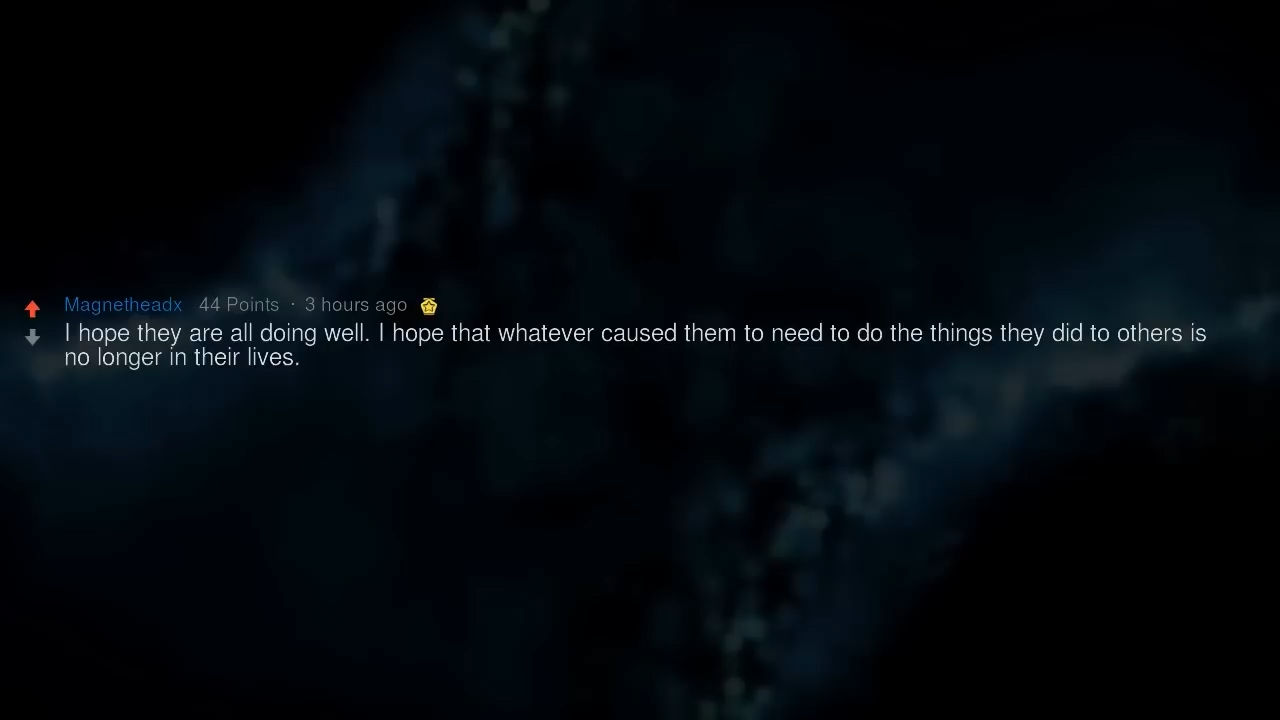 Magnetheadx 44 Points · 3 hours ago
I hope they are all doing well. I hope that whatever caused them to need to do the things they did to others is
no longer in their lives.